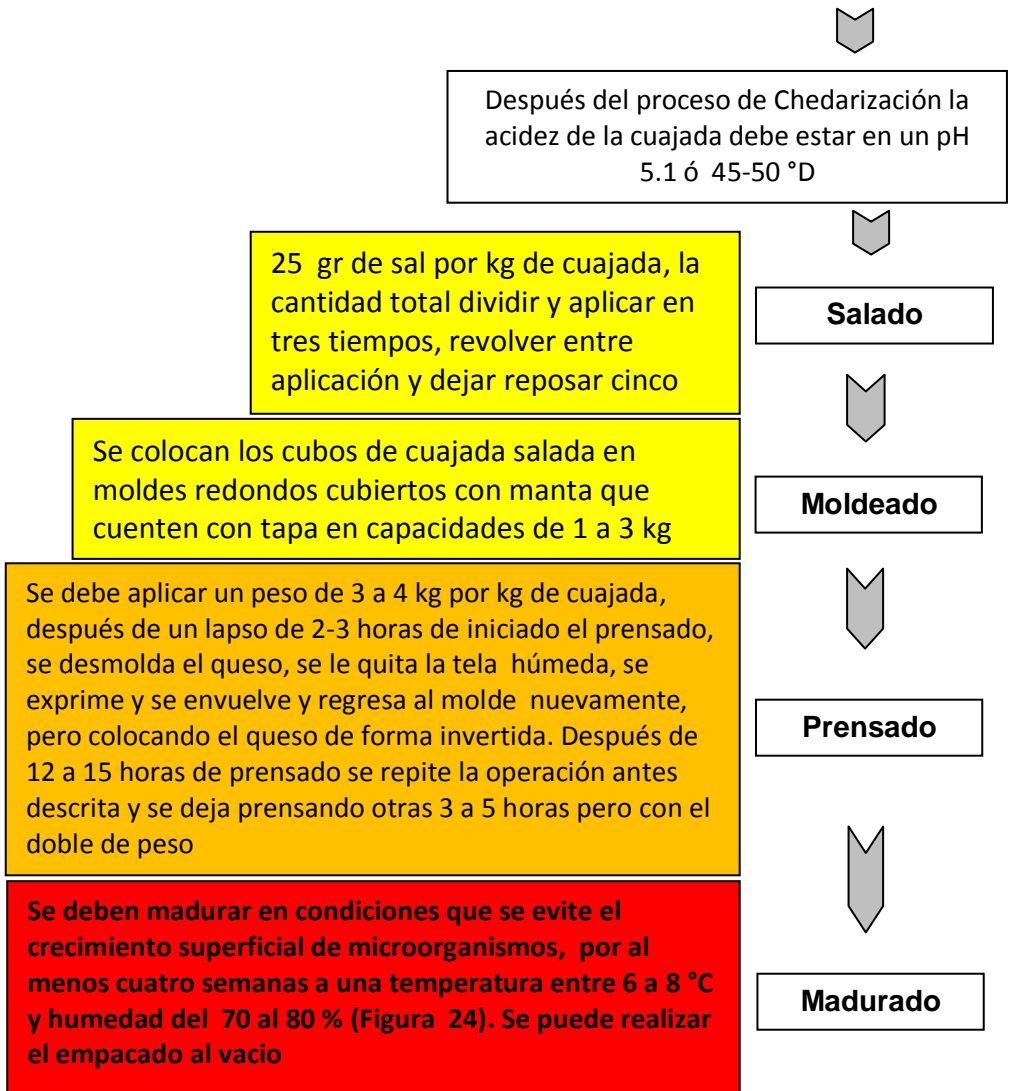 Después del proceso de Chedarización la
acidez de la cuajada debe estar en un pH
5.1 ó 45-50 °D
25 gr de sal por kg de cuajada, la
cantidad total dividir y aplicar en
tres tiempos, revolver entre
aplicación y dejar reposar cinco
Salado
Se colocan los cubos de cuajada salada en
moldes redondos cubiertos con manta que
cuenten con tapa en capacidades de 1 a 3 kg
Moldeado
Se debe aplicar un peso de 3 a 4 kg por kg de cuajada,
después de un lapso de 2-3 horas de iniciado el prensado,
se desmolda el queso, se le quita la tela húmeda, se
exprime y se envuelve y regresa al molde nuevamente,
pero colocando el queso de forma invertida. Después de
12 a 15 horas de prensado se repite la operación antes
descrita y se deja prensando otras 3 a 5 horas pero con el
doble de peso
Prensado
Se deben madurar en condiciones que se evite el
crecimiento superficial de microorganismos, por al
menos cuatro semanas a una temperatura entre 6 a 8 °C
y humedad del 70 al 80 % (Figura 24). Se puede realizar
el empacado al vacio
Madurado